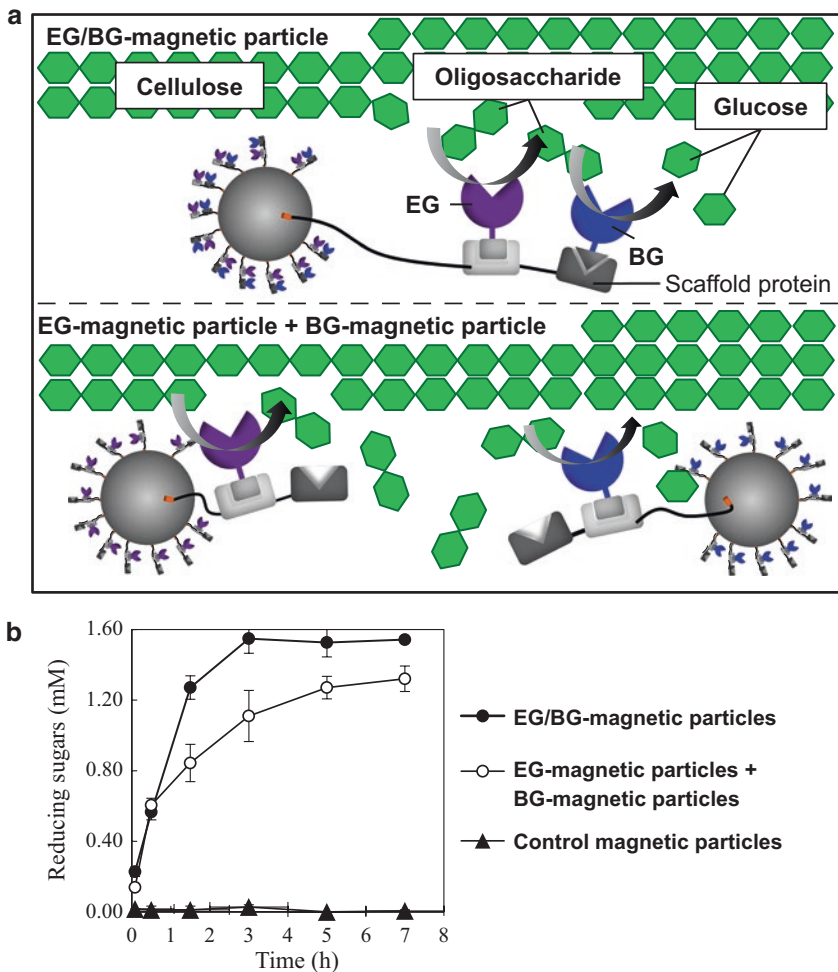 a
EG/BG-magnetic particle
Cellulose
Oligosaccharide
Glucose
EG
BG
Scaffold protein
EG-magnetic particle + BG-magnetic particle
b
1.60
1.20
0.80
0.40
0.00
Reducing sugars (mM)
0 1 2 3 4 5 6 7 8
Time (h)
EG/BG-magnetic particles
EG-magnetic particles +
BG-magnetic particles
Control magnetic particles